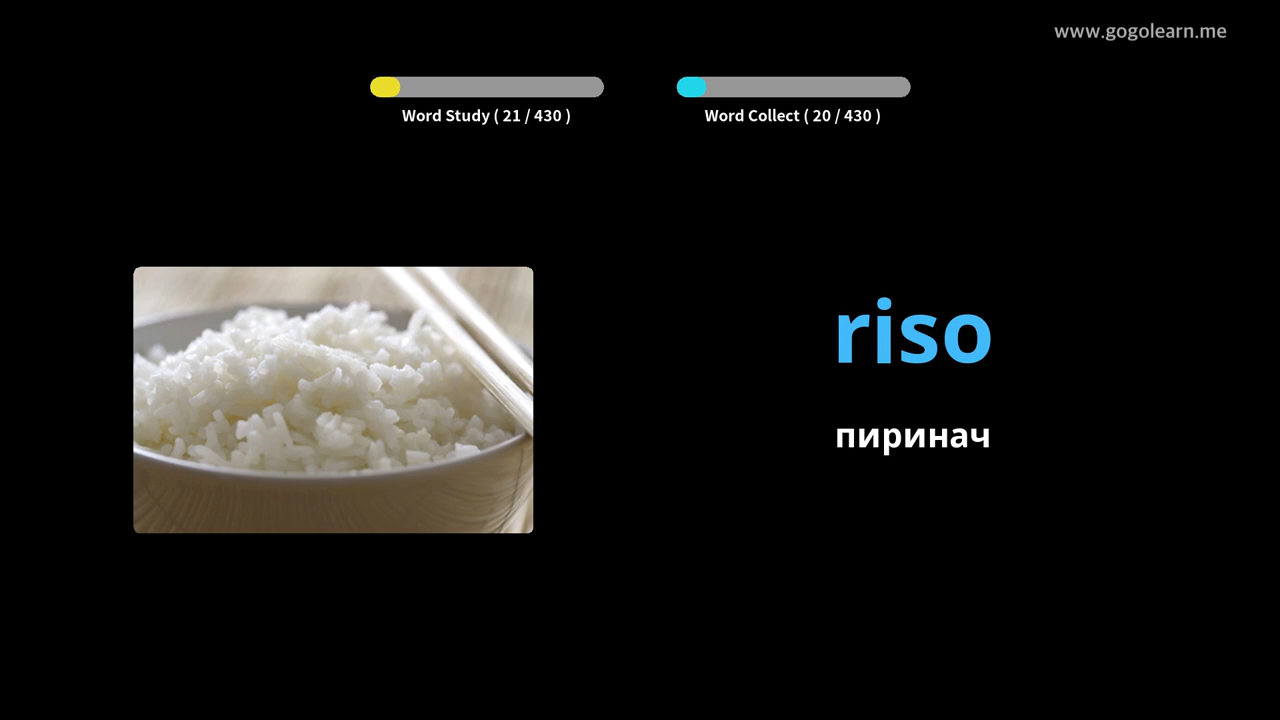 www.gogolearn.me
Word Study ( 21 / 430 )
Word Collect ( 20 / 430 )
riso
пиринач